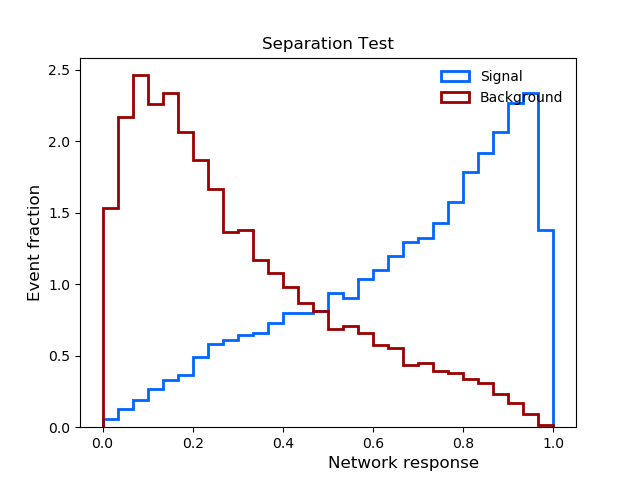 Separation Test
Signal
Background
Event fraction
2.5
2.0
1.5
1.0
0.5
0.0
0.0 0.2 0.4 0.6 0.8 1.0
Network response